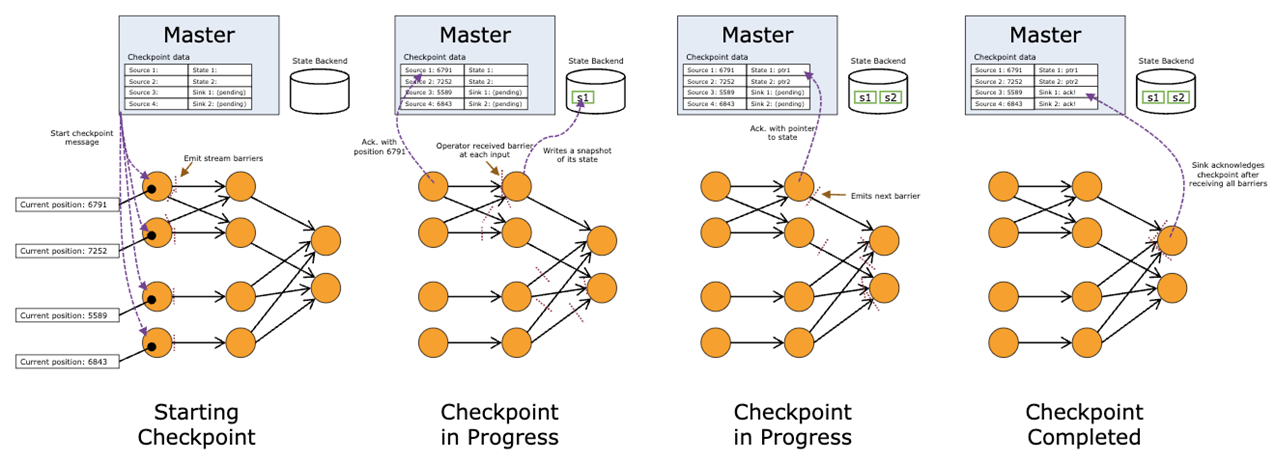 Master
Checkpoint data
Source 1:
State 1:
Source 2:
State 2:
Source 3:
Sink 1: (pending)
Source 4:
Sink 2: (pending)
State Backend
Start checkpoint
message
Emit stream barriers
Current position: 6791
Current position: 7252
Current position: 5589
Current position: 6843
Starting
Checkpoint
Master
Checkpoint data
Source 1: 6791
State 1:
Source 2: 7252
State 2:
Source 3: 5589
Sink 1: (pending)
Source 4: 6843
Sink 2: (pending)
State Backend
s1
Ack. with
position 6791
Operator received barrier
at each input
Writes a snapshot
of its state
Checkpoint
in Progress
Master
Checkpoint data
Source 1: 6791
State 1: ptr1
Source 2: 7252
State 2: ptr2
Source 3: 5589
Sink 1: (pending)
Source 4: 6843
Sink 2: (pending)
State Backend
s1
s2
Ack. with pointer
to state
Emits next barrier
Checkpoint
in Progress
Master
Checkpoint data
Source 1: 6791
State 1: ptr1
Source 2: 7252
State 2: ptr2
Source 3: 5589
Sink 1: ack!
Source 4: 6843
Sink 2: ack!
State Backend
s1
s2
Sink acknowledges
checkpoint after
receiving all barriers
Checkpoint
Completed